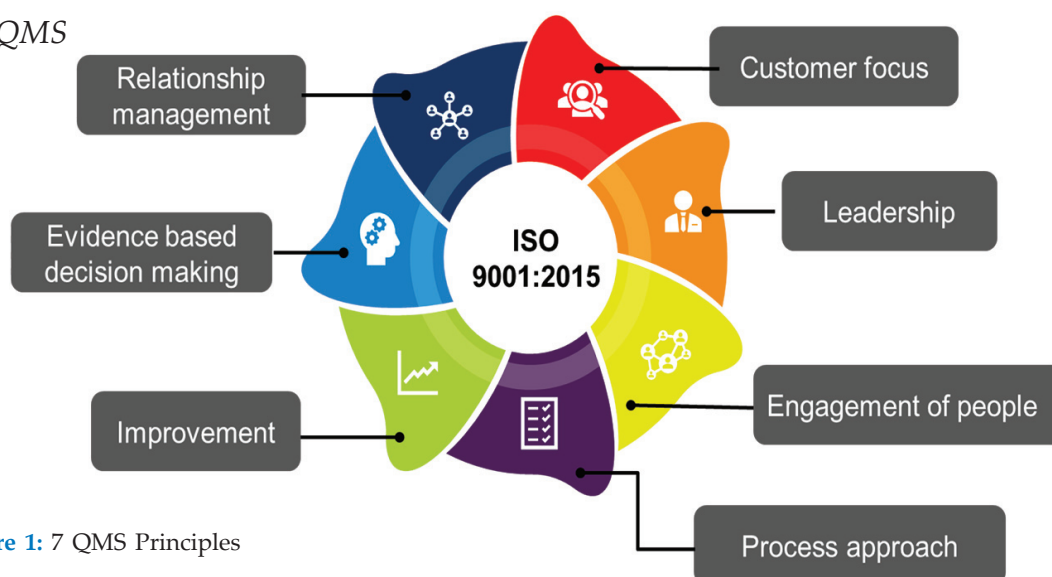 QMS
Relationship
management
Customer focus
Leadership
Evidence based
decision making
ISO
9001:2015
Engagement of people
Improvement
Process approach
re 1: 7 QMS Principles